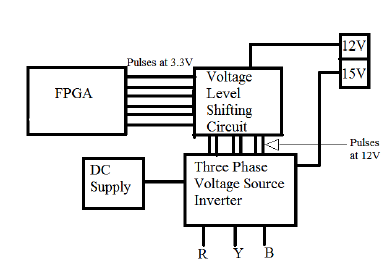 12V
Pulses at 3.3V
Voltage
Level
Shifting
Circuit
15V
FPGA
Pulses
at 12V
DC
Supply
Three Phase
Voltage Source
Inverter
R Y B